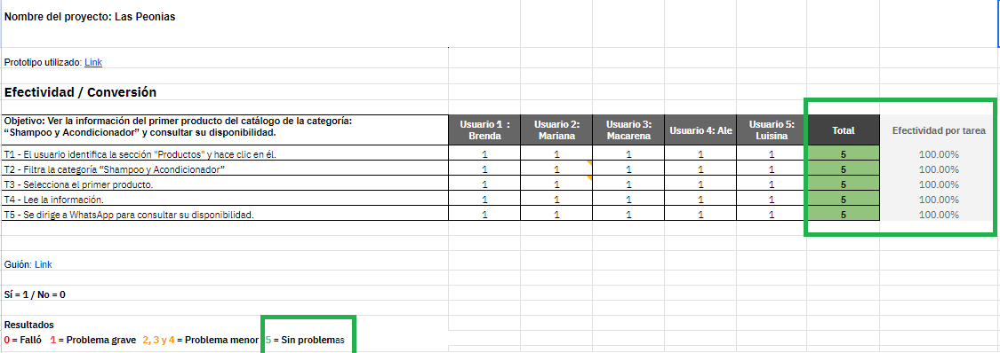 Nombre del proyecto: Las Peonias
Prototipo utilizado: Link
Efectividad / Conversión
Objetivo: Ver la información del primer producto del catálogo de la categoría: “Shampoo y Acondicionador” y consultar su disponibilidad. Usuario 1 : Brenda Usuario 2: Mariana Usuario 3: Macarena Usuario 4: Ale Usuario 5: Luisina Total Efectividad por tarea
T1 - El usuario identifica la sección "Productos" y hace clic en él. 1 1 1 1 1 5 100.00%
T2 - Filtra la categoría “Shampoo y Acondicionador” 1 1 1 1 1 5 100.00%
T3 - Selecciona el primer producto. 1 1 1 1 1 5 100.00%
T4 - Lee la información. 1 1 1 1 1 5 100.00%
T5 - Se dirige a WhatsApp para consultar su disponibilidad. 1 1 1 1 1 5 100.00%
Guión: Link
Sí = 1 / No = 0
Resultados
0 = Falló 1 = Problema grave 2, 3 y 4 = Problema menor 5 = Sin problemas